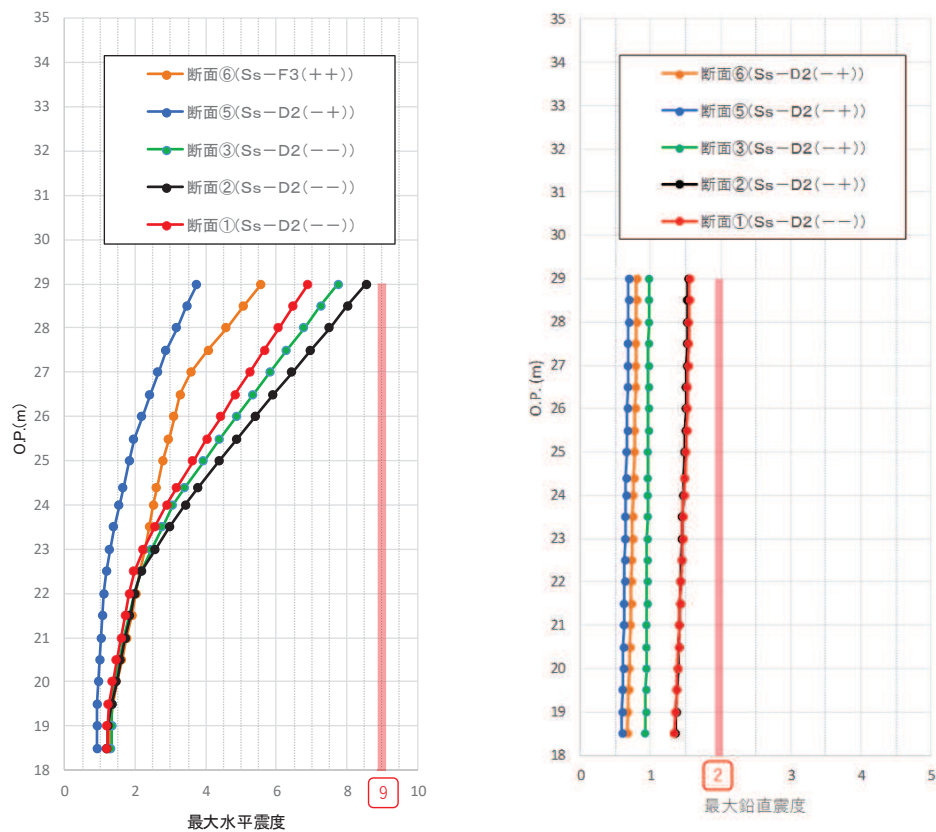 35
34
33
32
31
30
29
28
27
26
25
24
23
22
21
20
19
18
O.P.(m)
断面⑥(Ss－F3(＋＋))
断面⑤(Ss－D2(－＋))
断面③(Ss－D2(－－))
断面②(Ss－D2(－－))
断面①(Ss－D2(－－))
0 2 4 6 8 9 10
最大水平震度
35
34
33
32
31
30
29
28
27
26
25
24
23
22
21
20
19
18
O.P. (m)
断面⑥(Ss－D2(－＋))
断面⑤(Ss－D2(－＋))
断面③(Ss－D2(－＋))
断面②(Ss－D2(－＋))
断面①(Ss－D2(－－))
0 1 2 3 4 5
最大鉛直震度